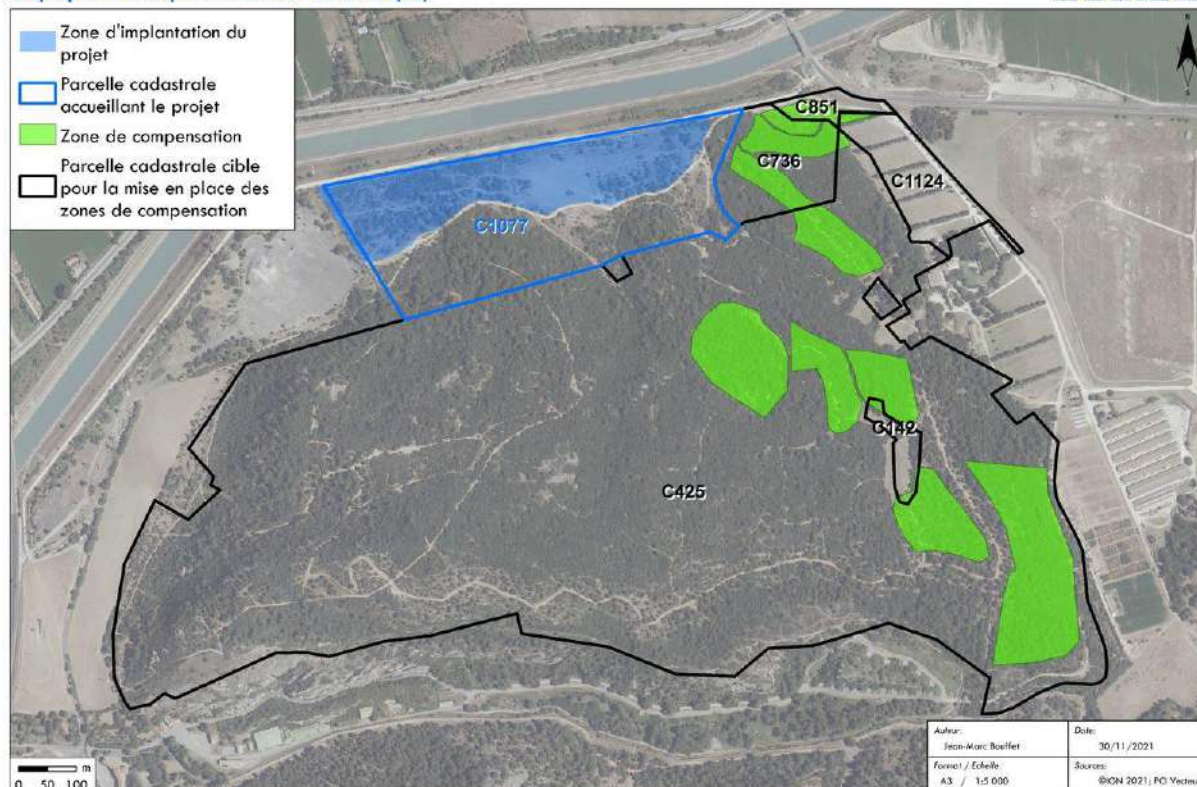 Zone d'implantation du
projet
Parcelle cadastrale
accueillant le projet
Zone de compensation
Parcelle cadastrale cible
pour la mise en place des
zones de compensation
C851
C736
C1124
C1077
C142
C425
m
0 50 100
Auteur:
Jean-Marc Bouffet
Date:
30/11/2021
Format / Echelle:
A3 / 1:5 000
Sources:
©IGN 2021; PCI Vecteur